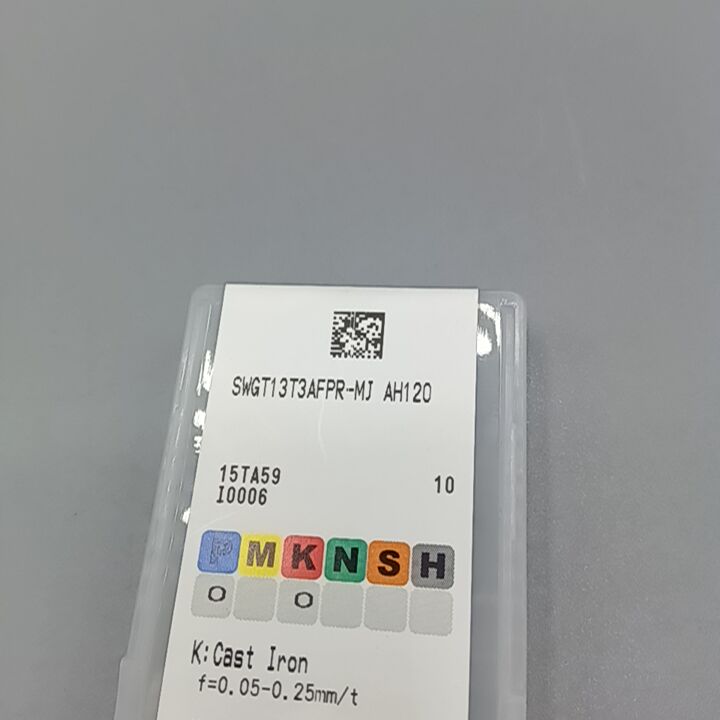 SWGT13T3AFPR-MJ AH120
15TA59 10
I0006
P M K N S H
O O
K:Cast Iron
f=0.05-0.25mm/t